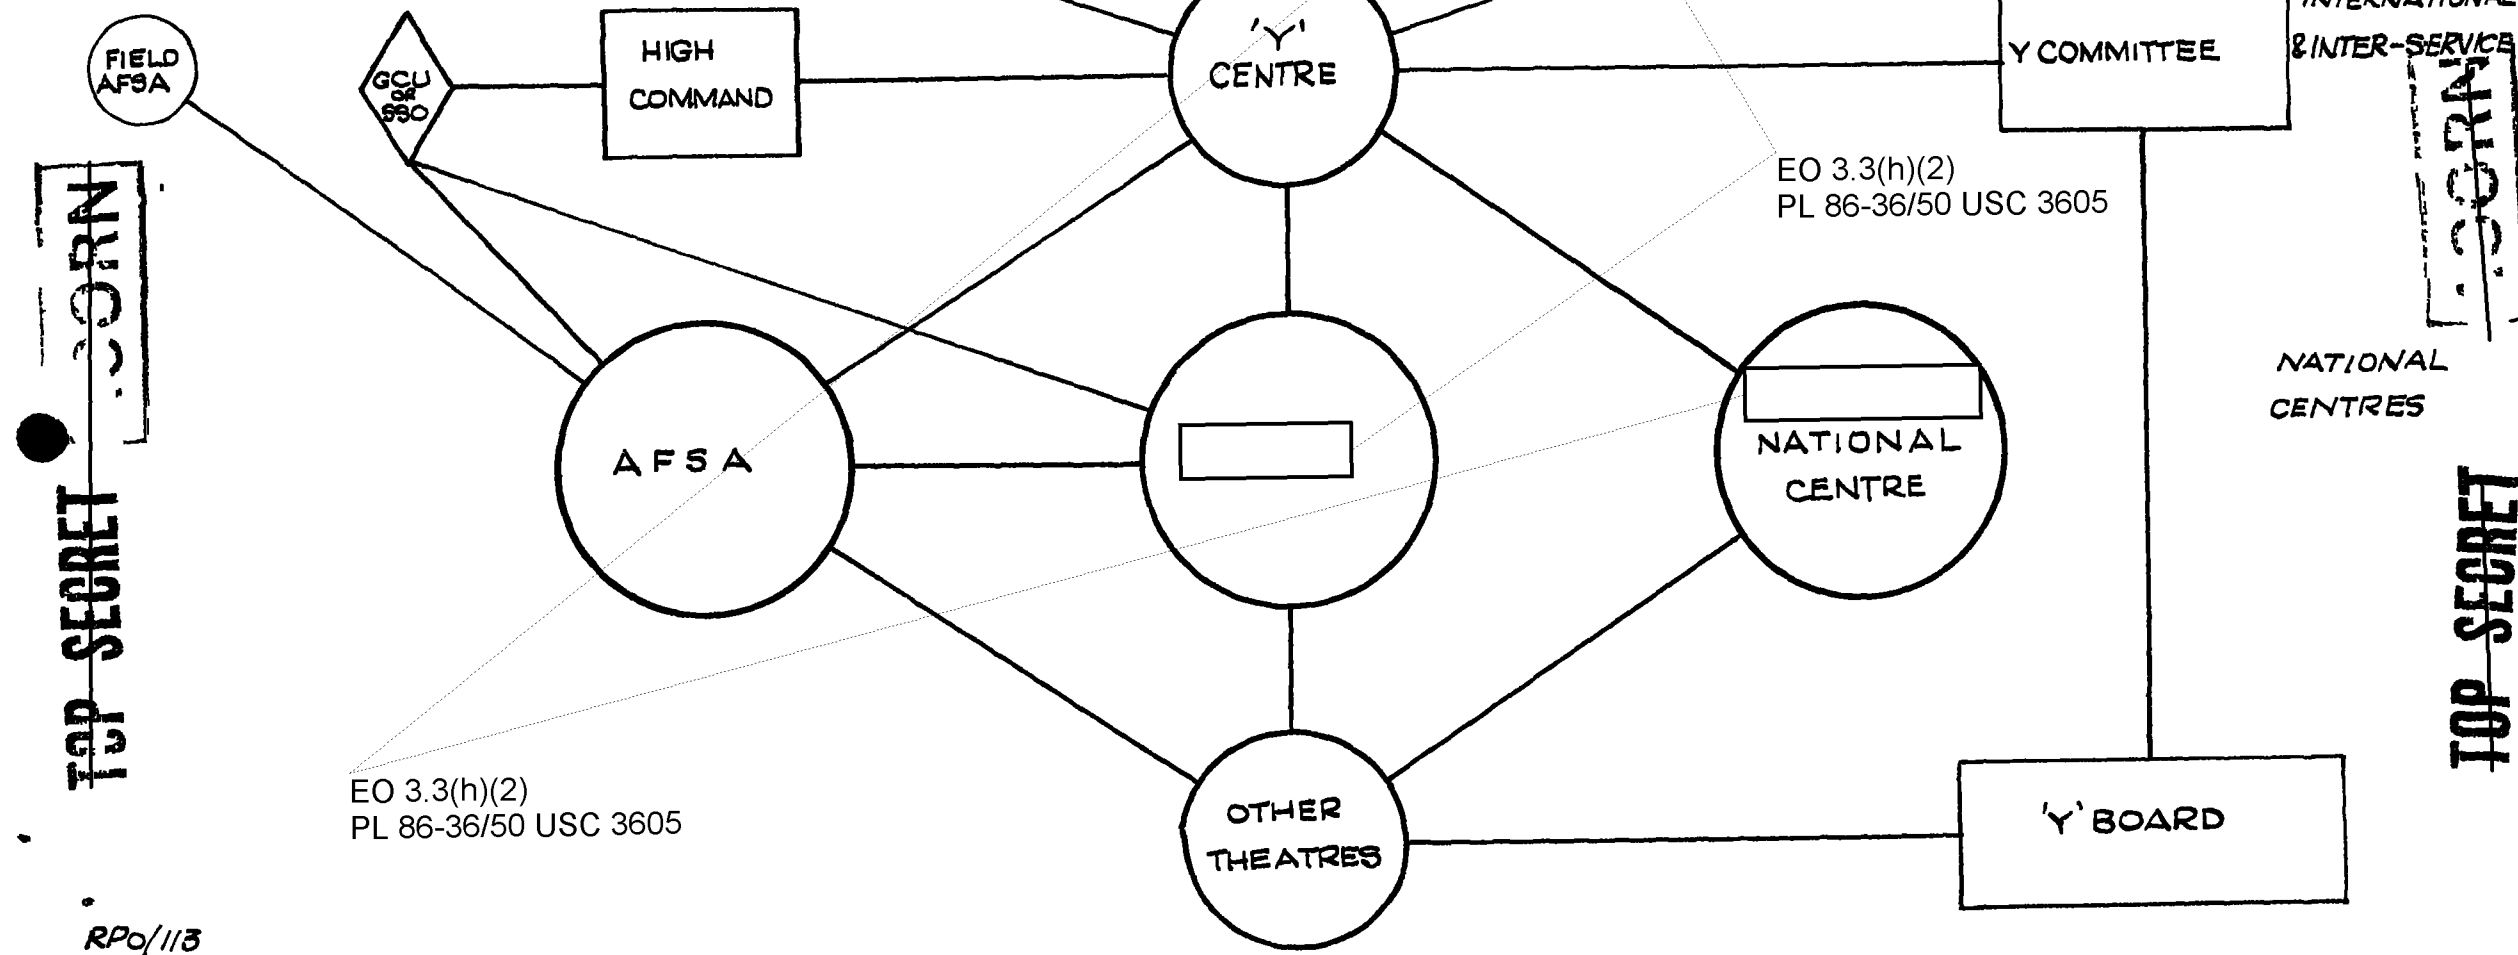 INTERNATIONAL
& INTER-SERVICE
FIELD
AFSA
GCU
OR
SSO
HIGH
COMMAND
'Y'
CENTRE
Y COMMITTEE
EO 3.3(h)(2)
PL 86-36/50 USC 3605
NATIONAL
CENTRES
AFSA
NATIONAL
CENTRE
TOP SECRET
TOP SECRET
EO 3.3(h)(2)
PL 86-36/50 USC 3605
OTHER
THEATRES
'Y' BOARD
RPO/113